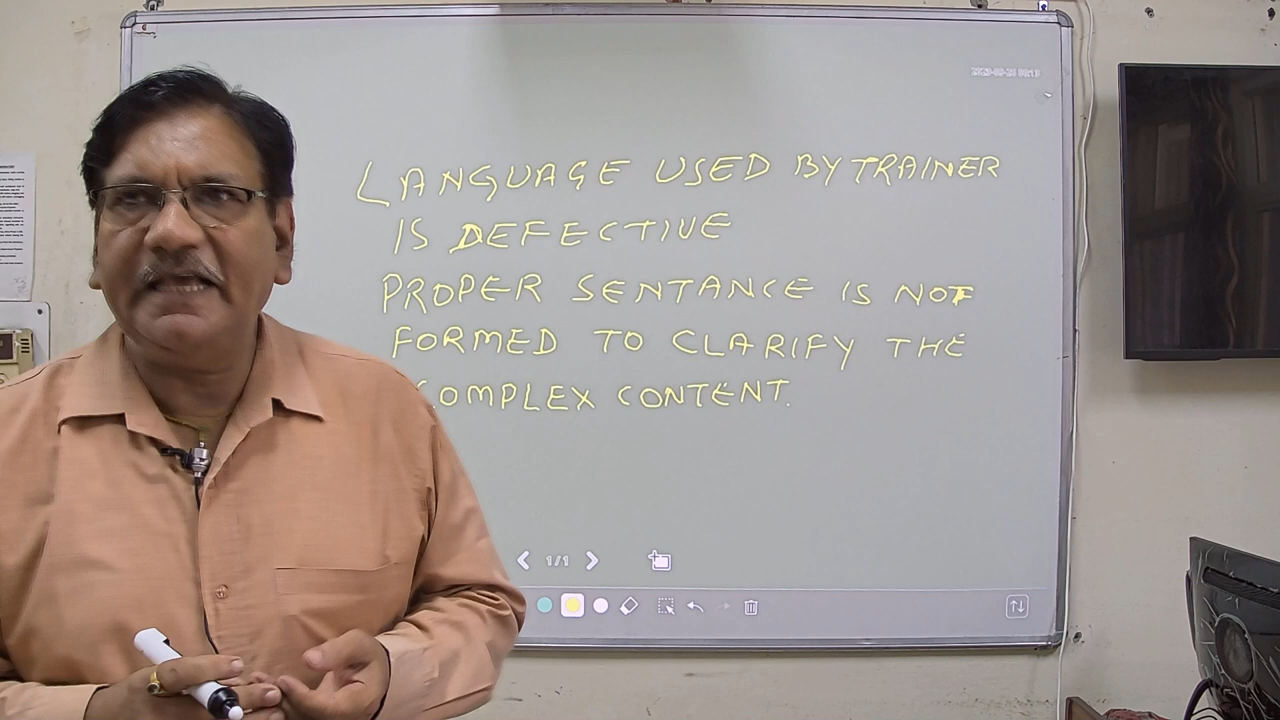 LANGUAGE USED BY TRAINER
IS DEFECTIVE
PROPER SENTANCE IS NOT
FORMED TO CLARIFY THE
COMPLEX CONTENT.
1/1